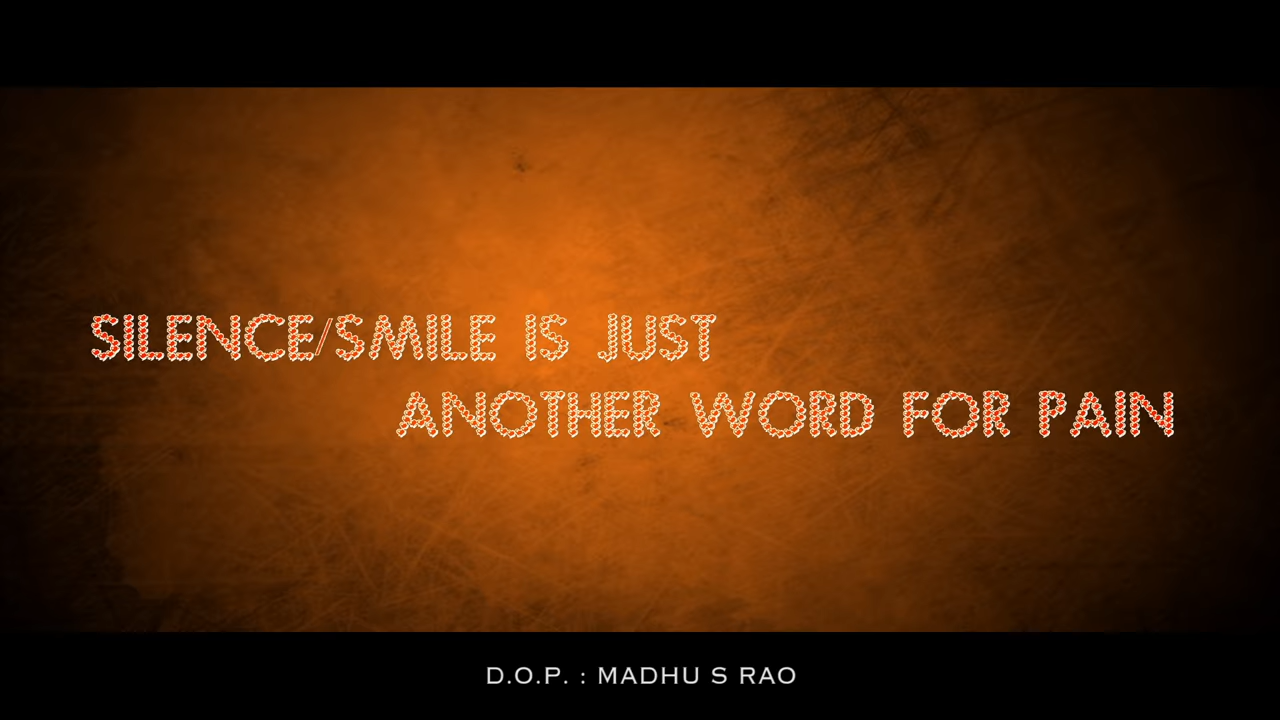 SILENCE/SMILE IS JUST
ANOTHER WORD FOR PAIN
D.O.P. : MADHU S RAO